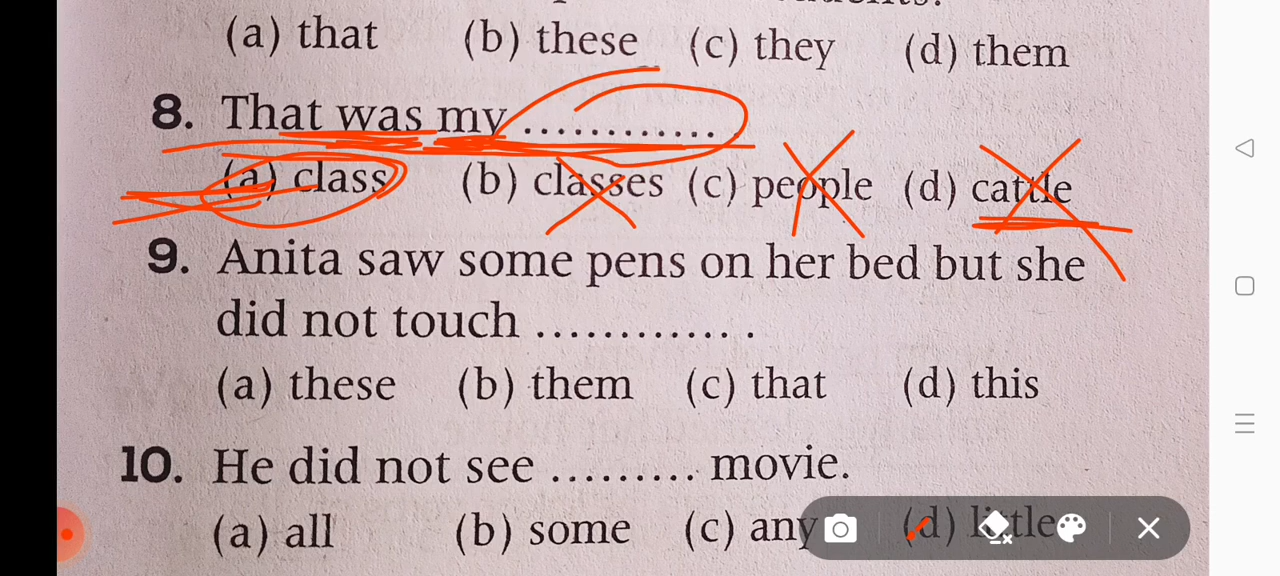 (a) that (b) these (c) they (d) them
8. That was my ............
(a) class (b) classes (c) people (d) cattle
9. Anita saw some pens on her bed but she
did not touch ............. .
(a) these (b) them (c) that (d) this
10. He did not see .......... movie.
(a) all (b) some (c) any (d) little